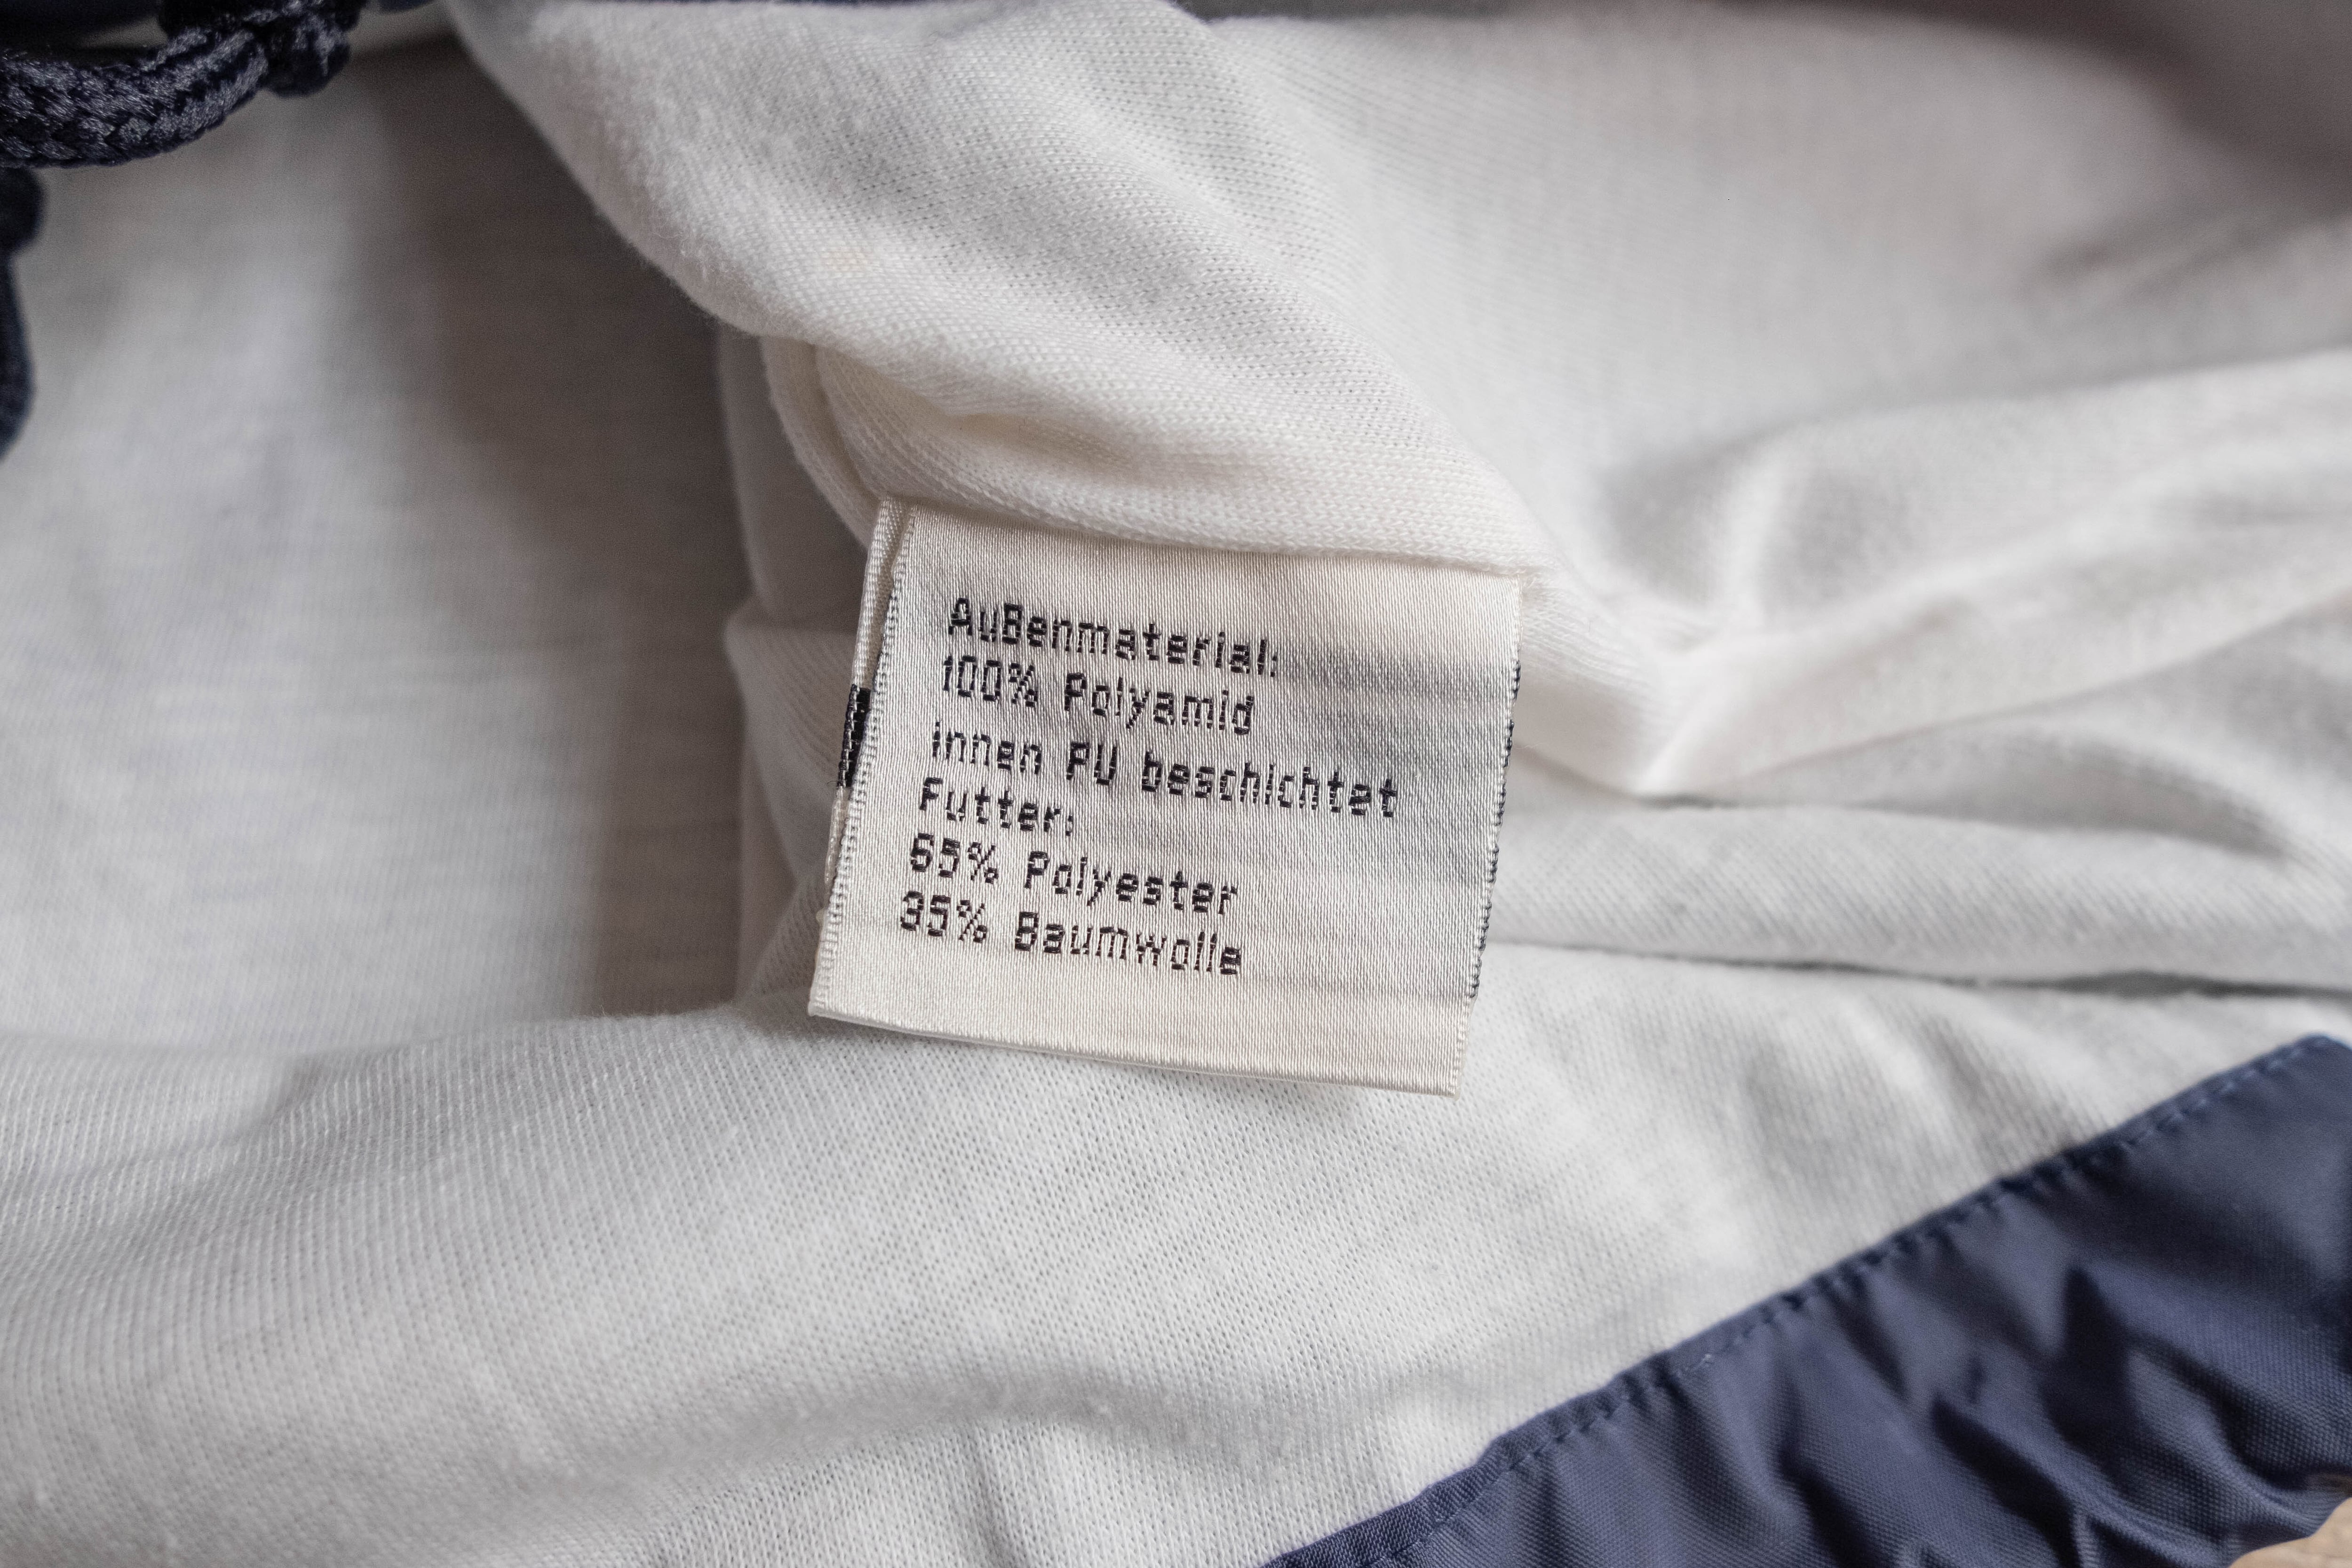 Außenmaterial:
100% Polyamid
innen PU beschichtet
Futter:
65% Polyester
35% Baumwolle